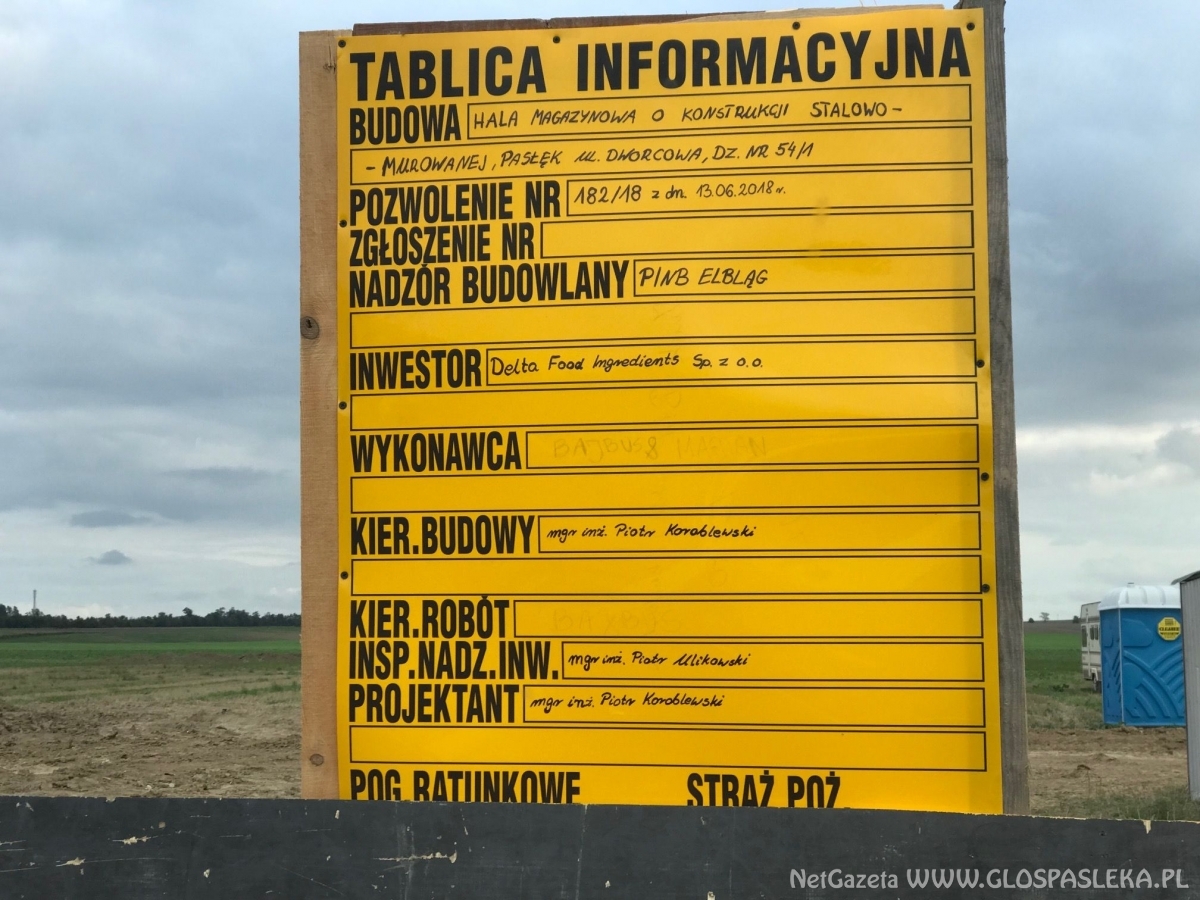 TABLICA INFORMACYJNA
BUDOWA HALA MAGAZYNOWA O KONSTRUKCJI STALOWO -
- MUROWANEJ, PASŁĘK ul. DWORCOWA, DZ. NR 54/1
POZWOLENIE NR 182/18 z dn. 13.06.2018 r.
ZGŁOSZENIE NR
NADZÓR BUDOWLANY PINB ELBLĄG
INWESTOR Delta Food Ingredients Sp. z o.o.
WYKONAWCA
KIER.BUDOWY mgr inż. Piotr Korablewski
KIER.ROBÓT
INSP.NADZ.INW. mgr inż. Piotr Ulikowski
PROJEKTANT mgr inż. Piotr Korablewski
POG RATUNKOWE STRAŻ POŻ
NetGazeta WWW.GLOSPASLEKA.PL